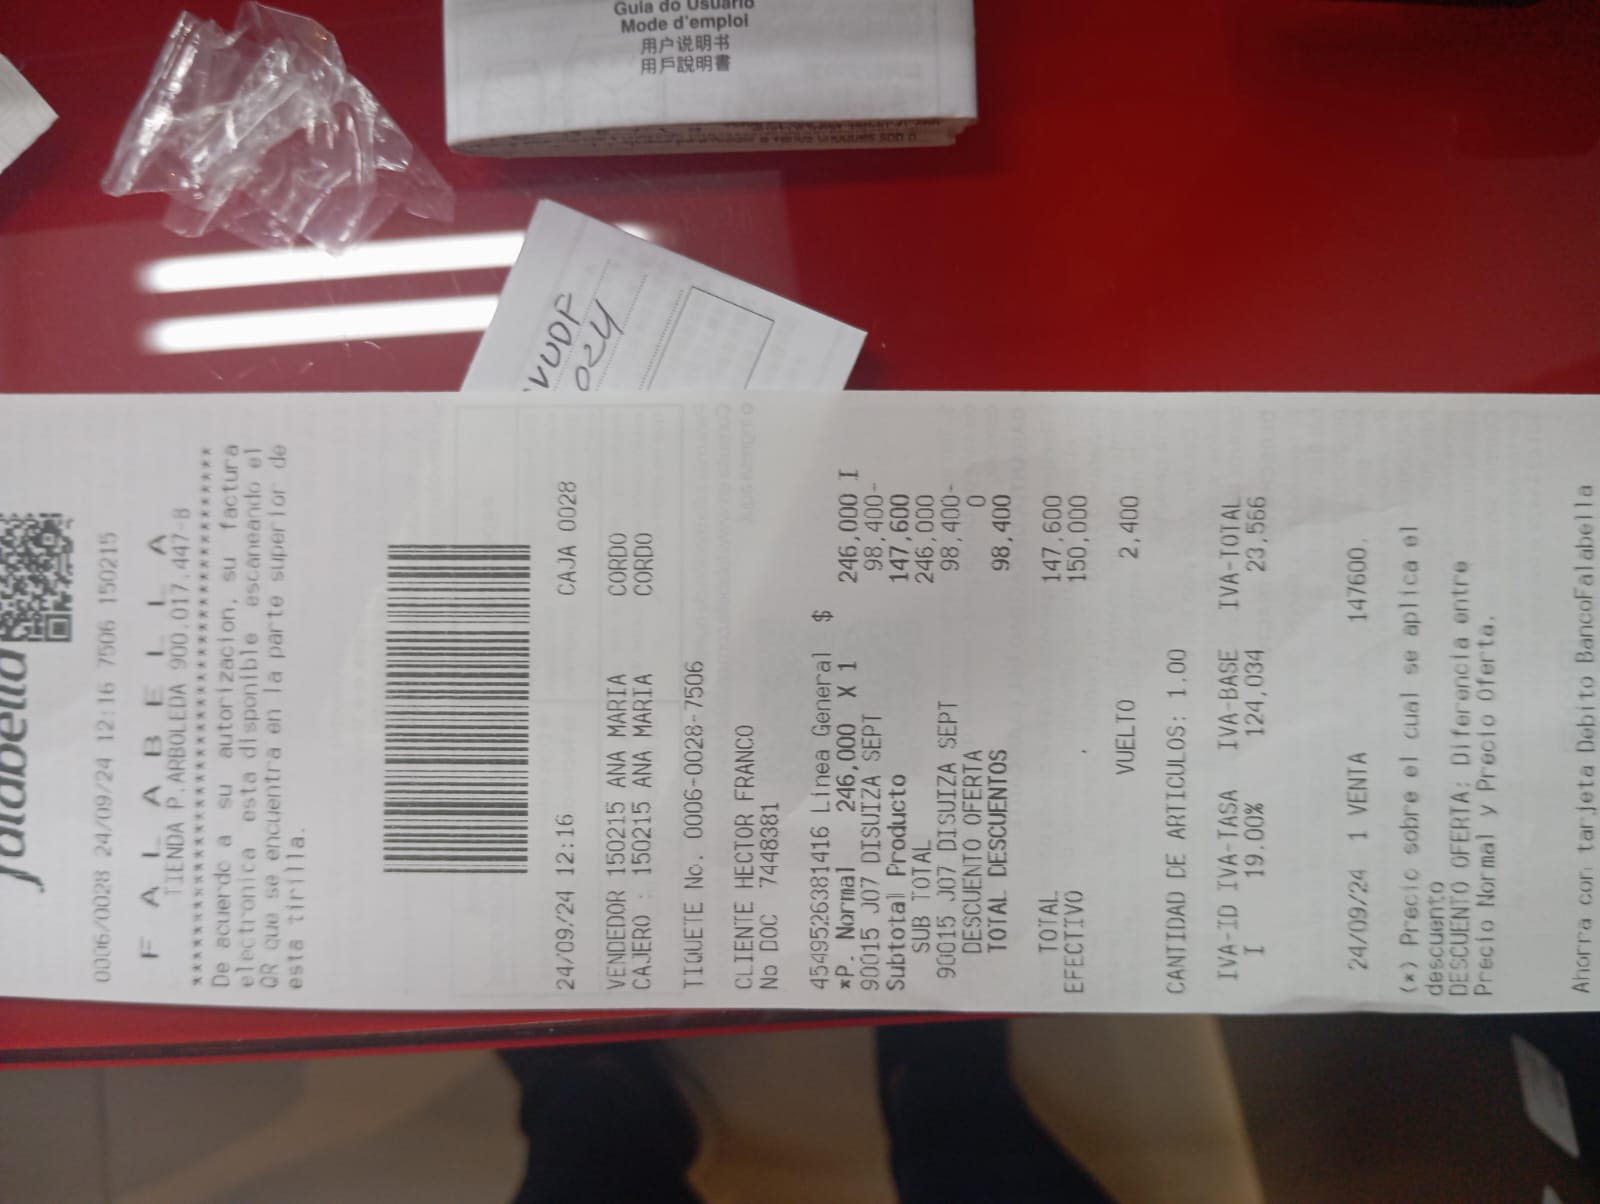 Guia do Usuário
Mode d'emploi
用户说明书
用戶說明書
024
falabella
0006/0028 24/09/24 12:16 7506 150215
F A L A B E L L A
TIENDA P.ARBOLEDA 900.017.447-8
****************************************
De acuerdo a su autorizacion, su factura
electronica esta disponible escaneando el
QR que se encuentra en la parte superior de
esta tirilla.
24/09/24 12:16 CAJA 0028
VENDEDOR 150215 ANA MARIA CORDO
CAJERO : 150215 ANA MARIA CORDO
TIQUETE No. 0006-0028-7506
CLIENTE HECTOR FRANCO
No DOC 7448381
4549526381416 Linea General $ 246,000 I
*P. Normal 246,000 X 1 98,400-
90015 J07 DISUIZA SEPT 147,600
Subtotal Producto 246,000
SUB TOTAL 98,400-
90015 J07 DISUIZA SEPT 0
DESCUENTO OFERTA 98,400
TOTAL DESCUENTOS
TOTAL 147,600
EFECTIVO 150,000
VUELTO 2,400
CANTIDAD DE ARTICULOS: 1.00
IVA-ID IVA-TASA IVA-BASE IVA-TOTAL
I 19.00% 124,034 23,566
24/09/24 1 VENTA 147600.
(*) Precio sobre el cual se aplica el
descuento
DESCUENTO OFERTA: Diferencia entre
Precio Normal y Precio Oferta.
Ahorra con tarjeta Debito BancoFalabella